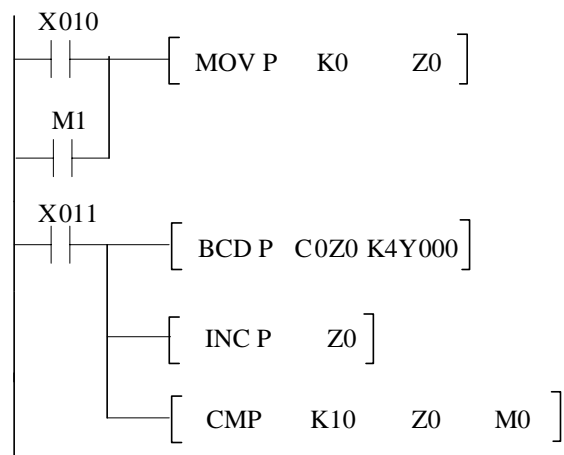 X010
MOV P K0 Z0
M1
X011
BCD P C0Z0 K4Y000
INC P Z0
CMP K10 Z0 M0